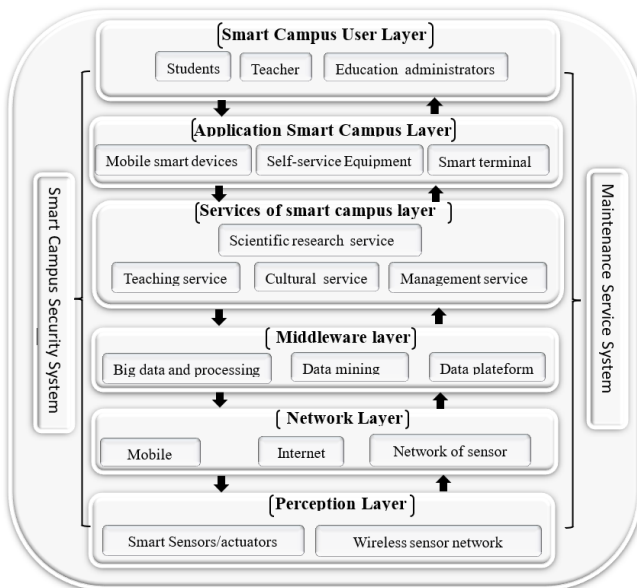 Smart Campus User Layer
Students
Teacher
Education administrators
Application Smart Campus Layer
Mobile smart devices
Self-service Equipment
Smart terminal
Services of smart campus layer
Scientific research service
Teaching service
Cultural service
Management service
Middleware layer
Big data and processing
Data mining
Data plateform
Network Layer
Mobile
Internet
Network of sensor
Perception Layer
Smart Sensors/actuators
Wireless sensor network
Smart Campus Security System
Maintenance Service System